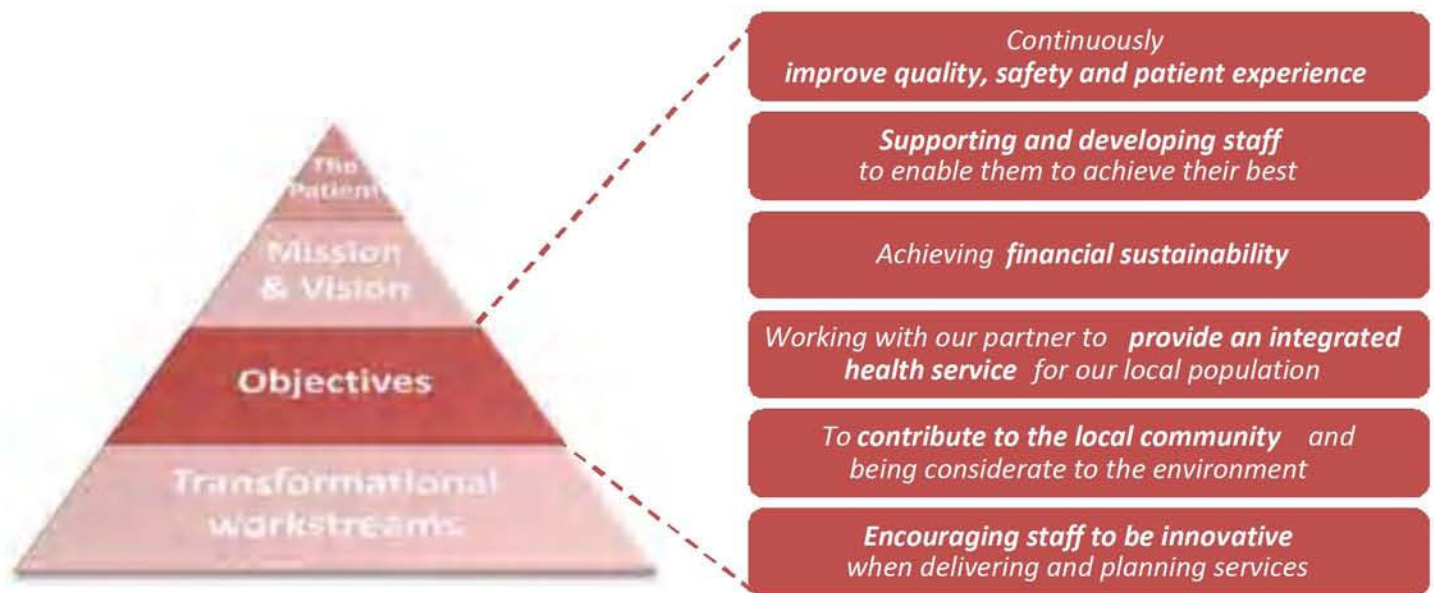 The
Patient
Mission
& Vision
Objectives
Transformational
workstreams
Continuously
improve quality, safety and patient experience
Supporting and developing staff
to enable them to achieve their best
Achieving financial sustainability
Working with our partner to provide an integrated
health service for our local population
To contribute to the local community and
being considerate to the environment
Encouraging staff to be innovative
when delivering and planning services